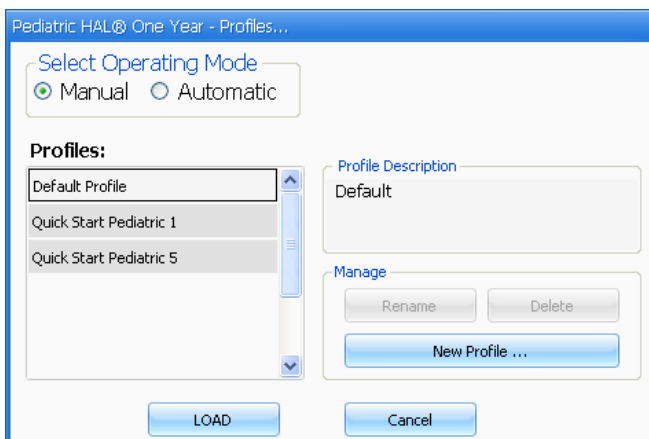 Pediatric HAL® One Year - Profiles...
Select Operating Mode
Manual Automatic
Profiles:
Default Profile
Quick Start Pediatric 1
Quick Start Pediatric 5
Profile Description
Default
Manage
Rename Delete
New Profile ...
LOAD Cancel